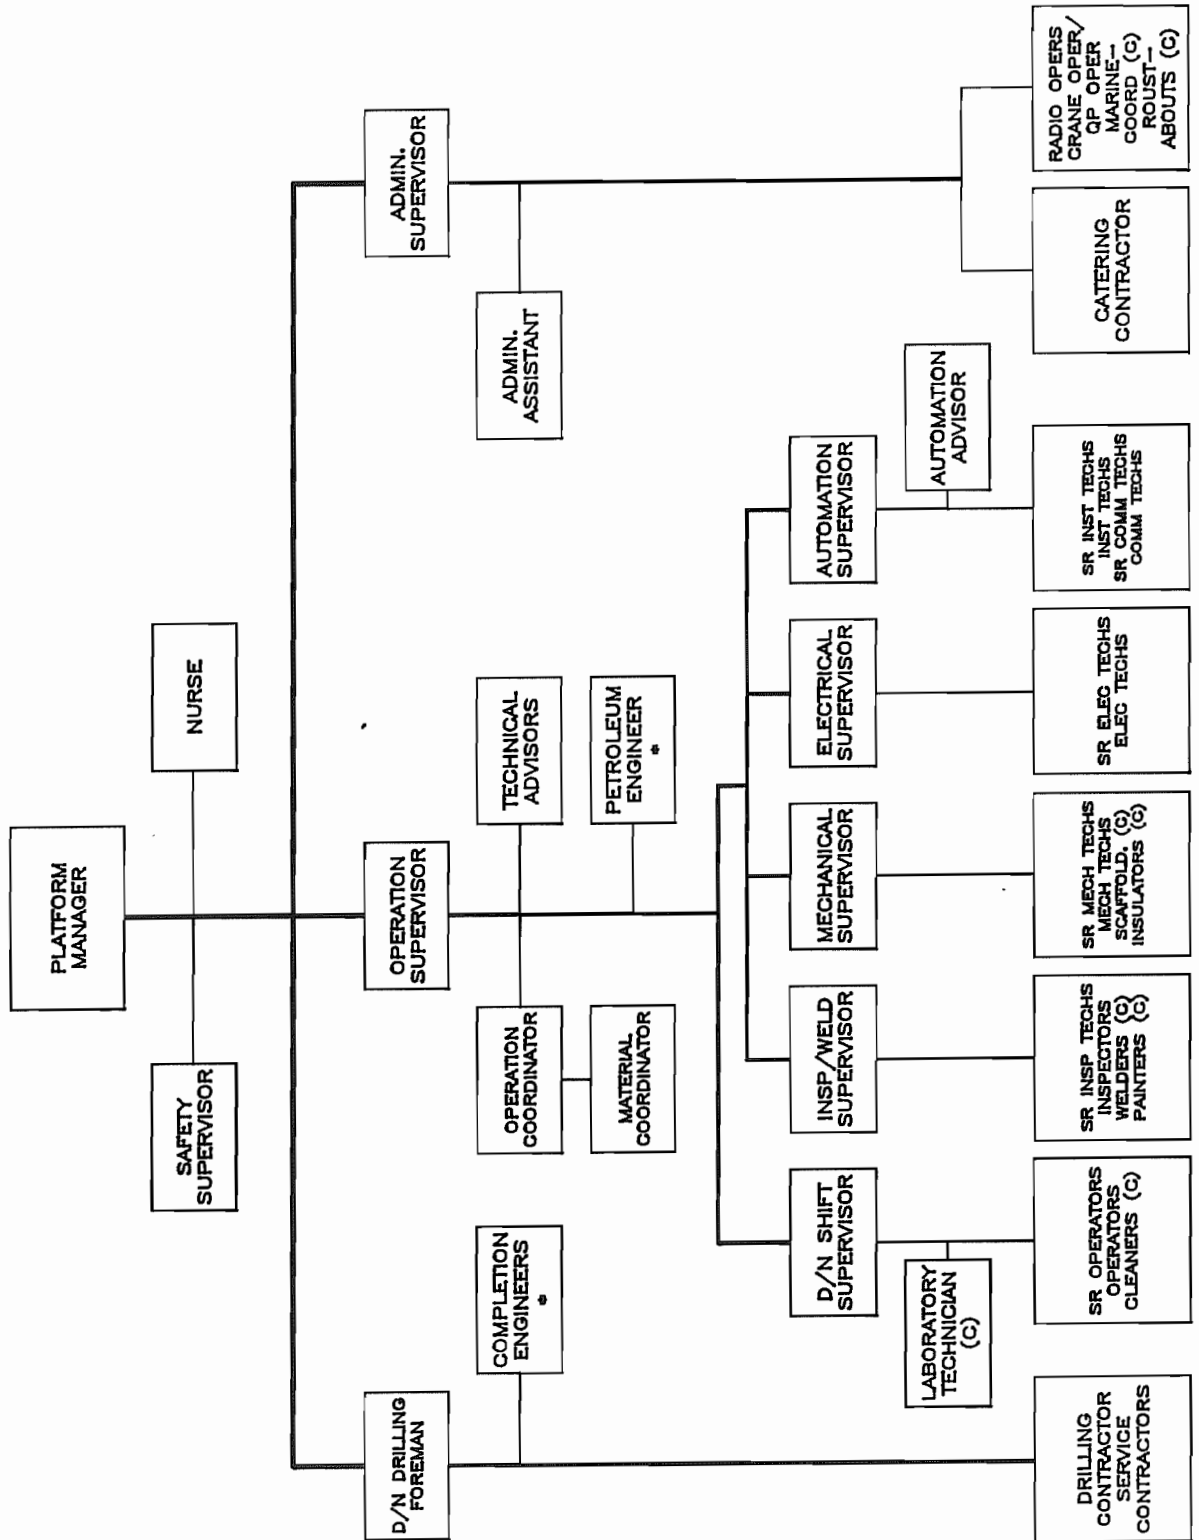 PLATFORM
MANAGER
SAFETY
SUPERVISOR
NURSE
D/N DRILLING
FOREMAN
OPERATION
SUPERVISOR
ADMIN.
SUPERVISOR
COMPLETION
ENGINEERS
*
OPERATION
COORDINATOR
TECHNICAL
ADVISORS
ADMIN.
ASSISTANT
MATERIAL
COORDINATOR
PETROLEUM
ENGINEER
*
D/N SHIFT
SUPERVISOR
INSP/WELD
SUPERVISOR
MECHANICAL
SUPERVISOR
ELECTRICAL
SUPERVISOR
AUTOMATION
SUPERVISOR
LABORATORY
TECHNICIAN
(C)
AUTOMATION
ADVISOR
DRILLING
CONTRACTOR
SERVICE
CONTRACTORS
SR OPERATORS
OPERATORS
CLEANERS (C)
SR INSP TECHS
INSPECTORS
WELDERS (C)
PAINTERS (C)
SR MECH TECHS
MECH TECHS
SCAFFOLD. (C)
INSULATORS (C)
SR ELEC TECHS
ELEC TECHS
SR INST TECHS
INST TECHS
SR COMM TECHS
COMM TECHS
CATERING
CONTRACTOR
RADIO OPERS
CRANE OPER/
QP OPER
MARINE-
COORD (C)
ROUST-
ABOUTS (C)